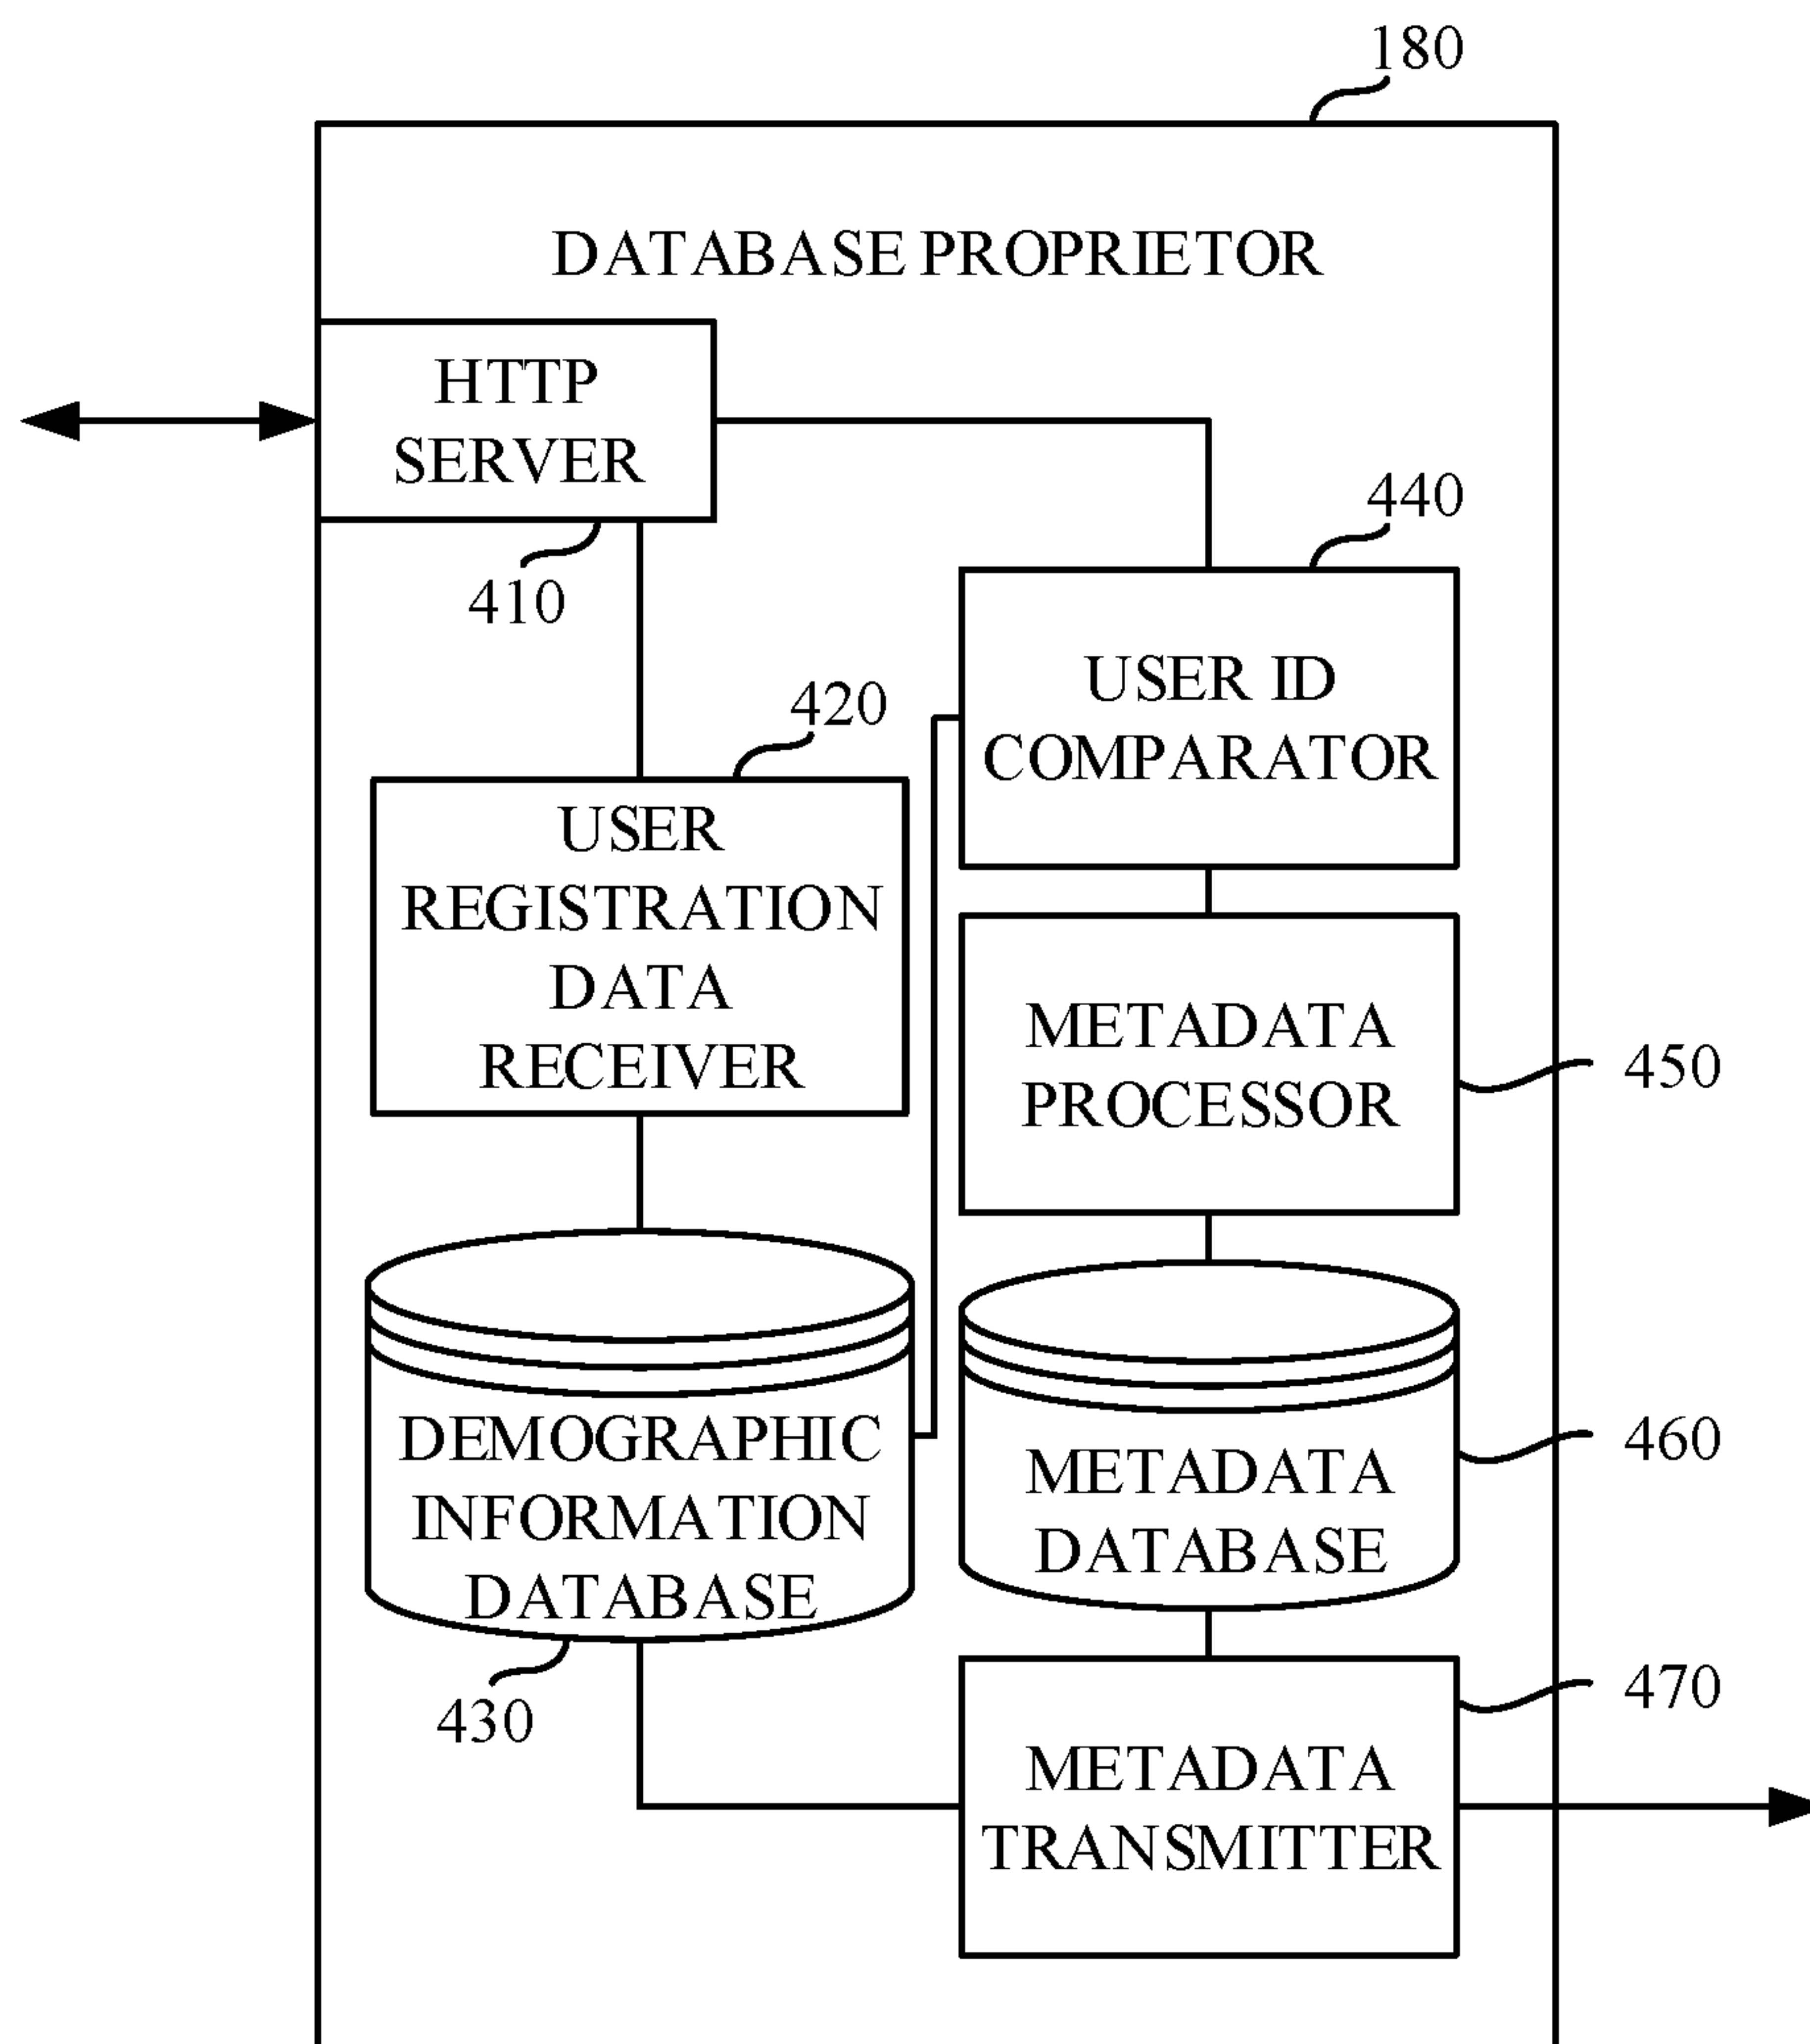 180
DATABASE PROPRIETOR
HTTP
SERVER
410
440
USER ID
COMPARATOR
420
USER
REGISTRATION
DATA
RECEIVER
METADATA
PROCESSOR
450
DEMOGRAPHIC
INFORMATION
DATABASE
430
METADATA
DATABASE
460
METADATA
TRANSMITTER
470